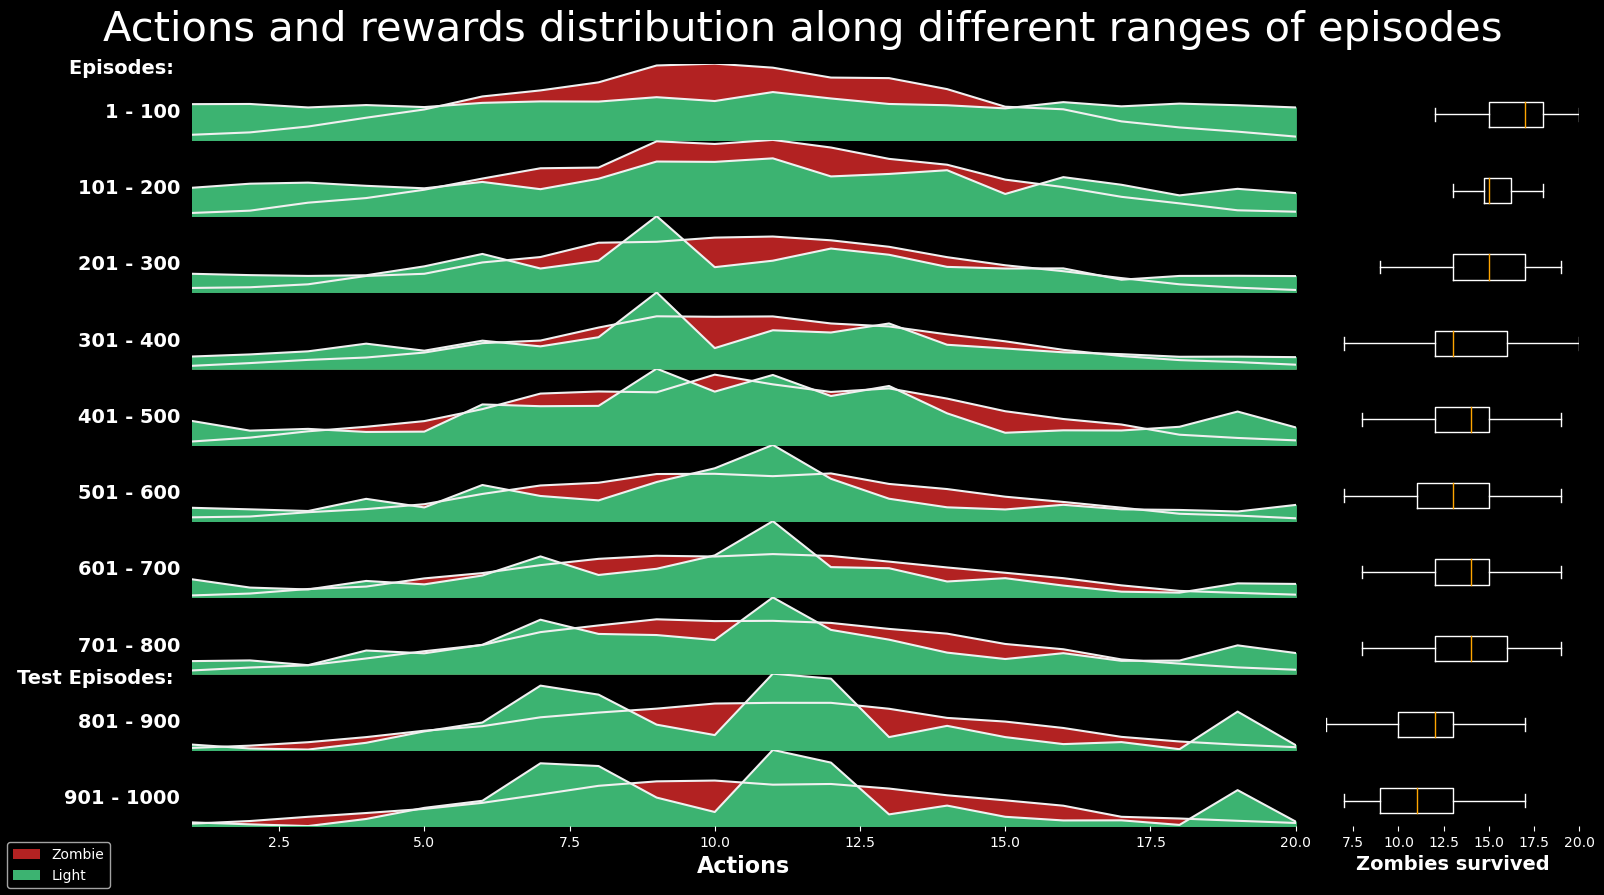 Actions and rewards distribution along different ranges of episodes
Episodes:
1 - 100
101 - 200
201 - 300
301 - 400
401 - 500
501 - 600
601 - 700
701 - 800
Test Episodes:
801 - 900
901 - 1000
2.5 5.0 7.5 10.0 12.5 15.0 17.5 20.0
Actions
7.5 10.0 12.5 15.0 17.5 20.0
Zombies survived
Zombie
Light